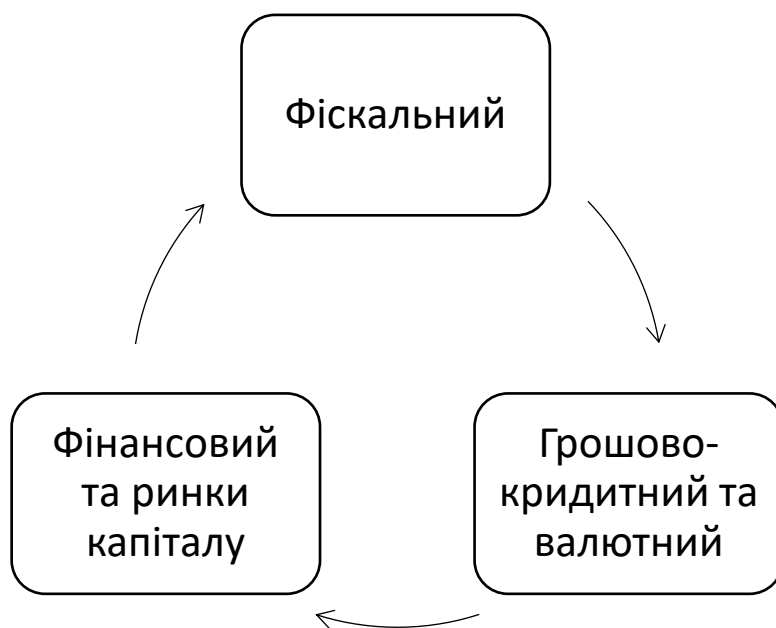 Фіскальний
Грошово-
кридитний та
валютний
Фінансовий
та ринки
капіталу